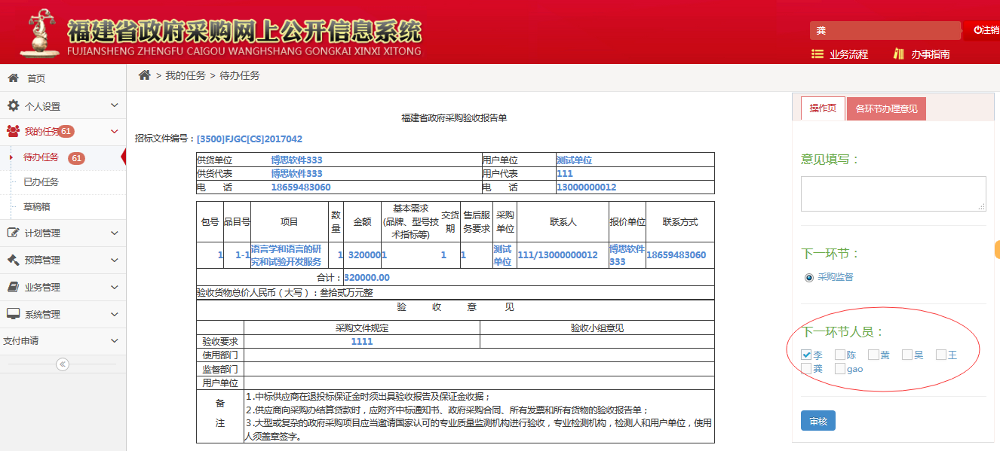 福建省政府采购网上公开信息系统
FUJIANSHENG ZHENGFU CAIGOU WANGHSHANG GONGKAI XINXI XITONG
龚
注销
业务流程 办事指南
首页
个人设置
我的任务 61
待办任务 61
已办任务
草稿箱
计划管理
预算管理
业务管理
系统管理
支付申请
> 我的任务 > 待办任务
福建省政府采购验收报告单
招标文件编号：[3500]FJGC[CS]2017042
供货单位 博思软件333 用户单位 测试单位
供货代表 博思软件333 用户代表 111
电 话 18659483060 电 话 13000000012
包号 品目号 项目 数量 金额 基本需求(品牌、型号技术指标等) 交货期 售后服务要求 采购单位 联系人 报价单位 联系方式
1 1-1 语言学和语言的研究和试验开发服务 1 320000 1 1 1 测试单位 111/13000000012 博思软件333 18659483060
合计：320000.00
验收货物总价人民币（大写）：叁拾贰万元整
验 收 意 见
采购文件规定 验收小组意见
验收要求 1111
使用部门
监督部门
用户单位
备注
1.中标供应商在退投标保证金时须出具验收报告及保证金收据；
2.供应商向采购办结算贷款时，应附齐中标通知书、政府采购合同、所有发票和所有货物的验收报告单；
3.大型或复杂的政府采购项目应当邀请国家认可的专业质量监测机构进行验收，专业检测机构，检测人和用户单位，使用
人须盖章签字。
操作页 各环节办理意见
意见填写：
下一环节：
采购监督
下一环节人员：
李 陈 黄 吴 王
龚 gao
审核